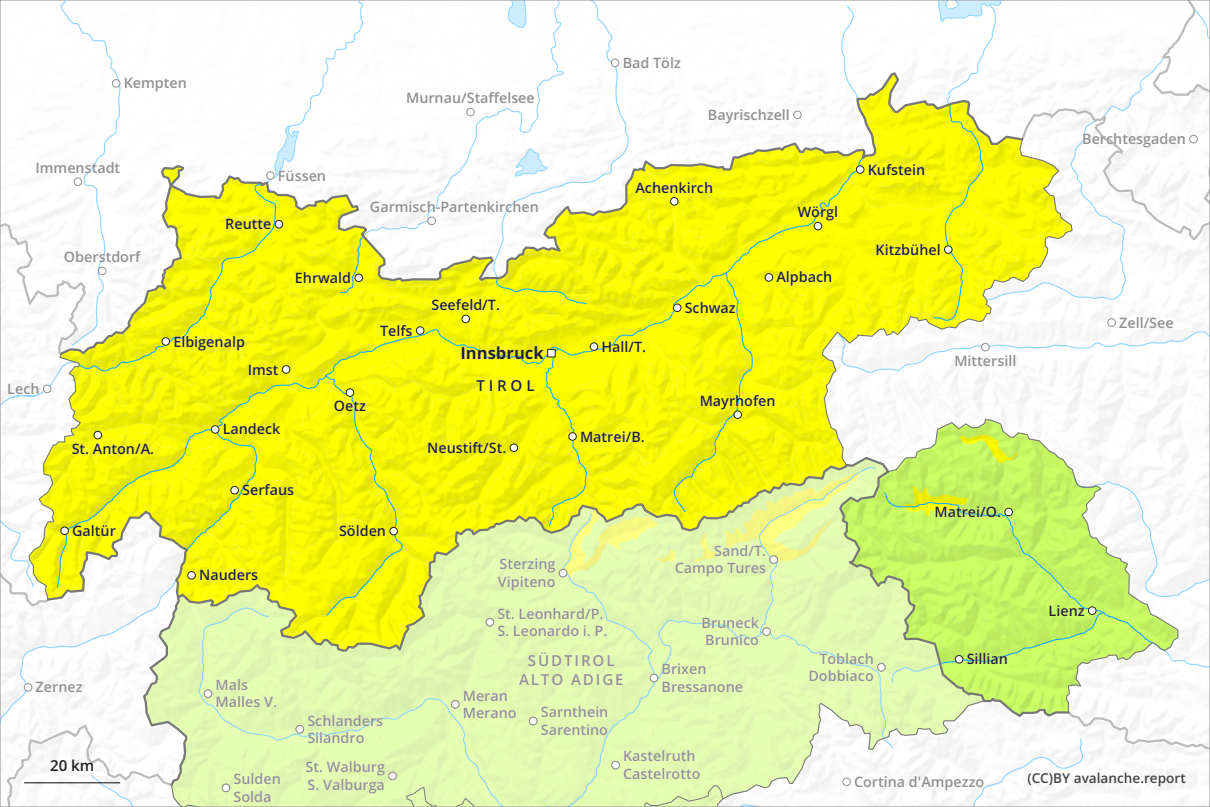 Kempten
Bad Tölz
Murnau/Staffelsee
Bayrischzell
Berchtesgaden
Immenstadt
Füssen
Kufstein
Achenkirch
Garmisch-Partenkirchen
Wörgl
Reutte
Kitzbühel
Oberstdorf
Ehrwald
Alpbach
Seefeld/T.
Schwaz
Telfs
Zell/See
Elbigenalp
Innsbruck
Hall/T.
Mittersill
Imst
TIROL
Lech
Oetz
Mayrhofen
Landeck
St. Anton/A.
Neustift/St.
Matrei/B.
Serfaus
Galtür
Sölden
Matrei/O.
Sterzing
Vipiteno
Sand/T.
Campo Tures
Nauders
St. Leonhard/P.
S. Leonardo i. P.
Bruneck
Brunico
Lienz
SÜDTIROL
ALTO ADIGE
Toblach
Dobbiaco
Sillian
Zernez
Mals
Malles V.
Brixen
Bressanone
Meran
Merano
Sarnthein
Sarentino
Schlanders
Silandro
Kastelruth
Castelrotto
20 km
St. Walburg
S. Valburga
Sulden
Solda
Cortina d'Ampezzo
(CC)BY avalanche.report